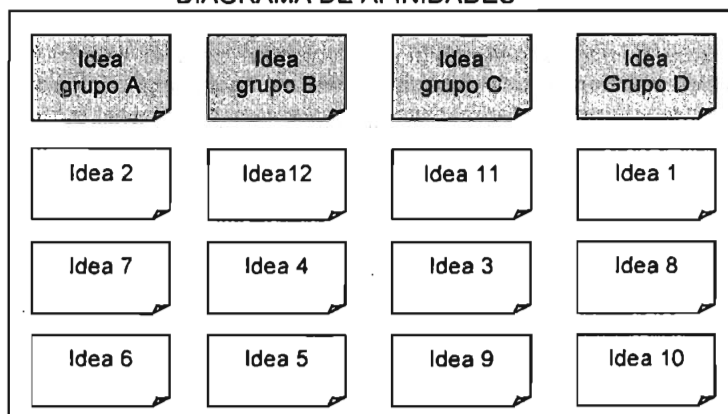 DIAGRAMA DE AFINIDADES
Idea
grupo A
Idea
grupo B
Idea
grupo C
Idea
Grupo D
Idea 2
Idea12
Idea 11
Idea 1
Idea 7
Idea 4
Idea 3
Idea 8
Idea 6
Idea 5
Idea 9
Idea 10